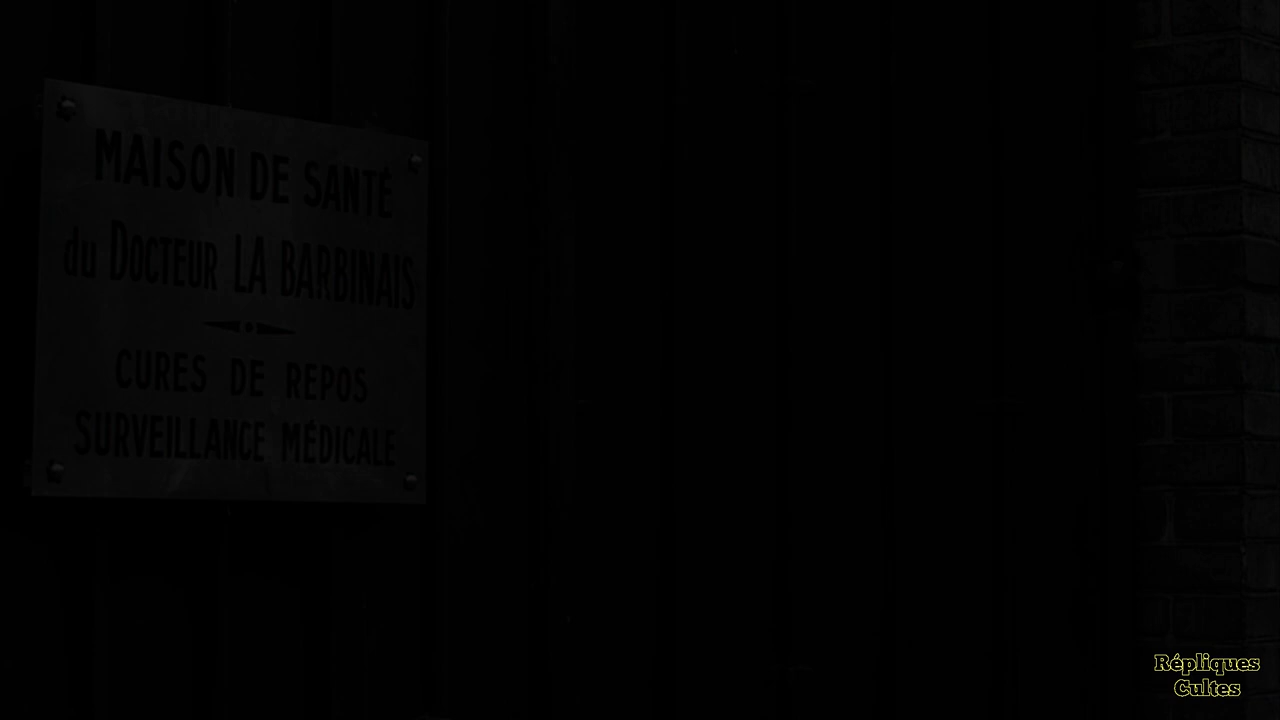 MAISON DE SANTÉ
du DOCTEUR LA BARBINAIS
CURES DE REPOS
SURVEILLANCE MÉDICALE
Répliques
Cultes